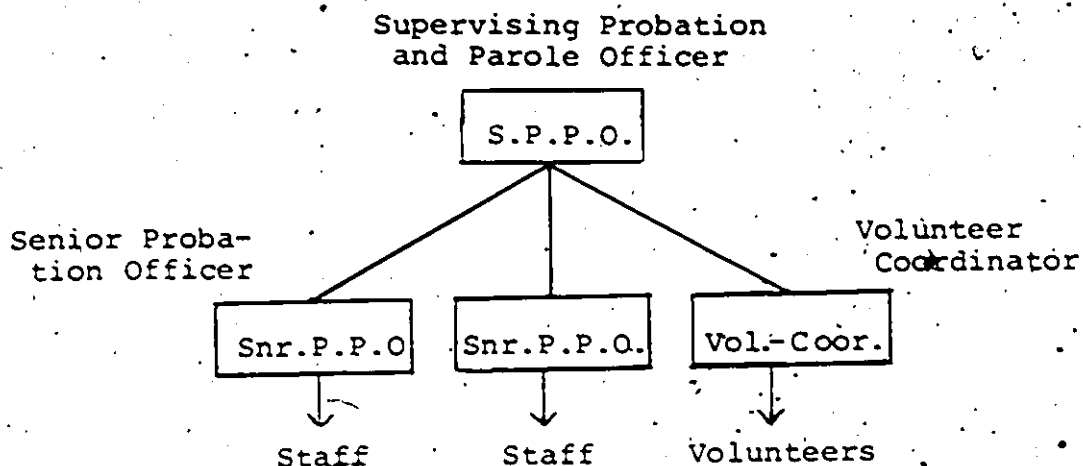 Supervising Probation
and Parole Officer
S.P.P.O.
Senior Proba-
tion Officer
Volunteer
Coordinator
Snr.P.P.O
Snr.P.P.O.
Vol.-Coor.
Staff
Staff
Volunteers